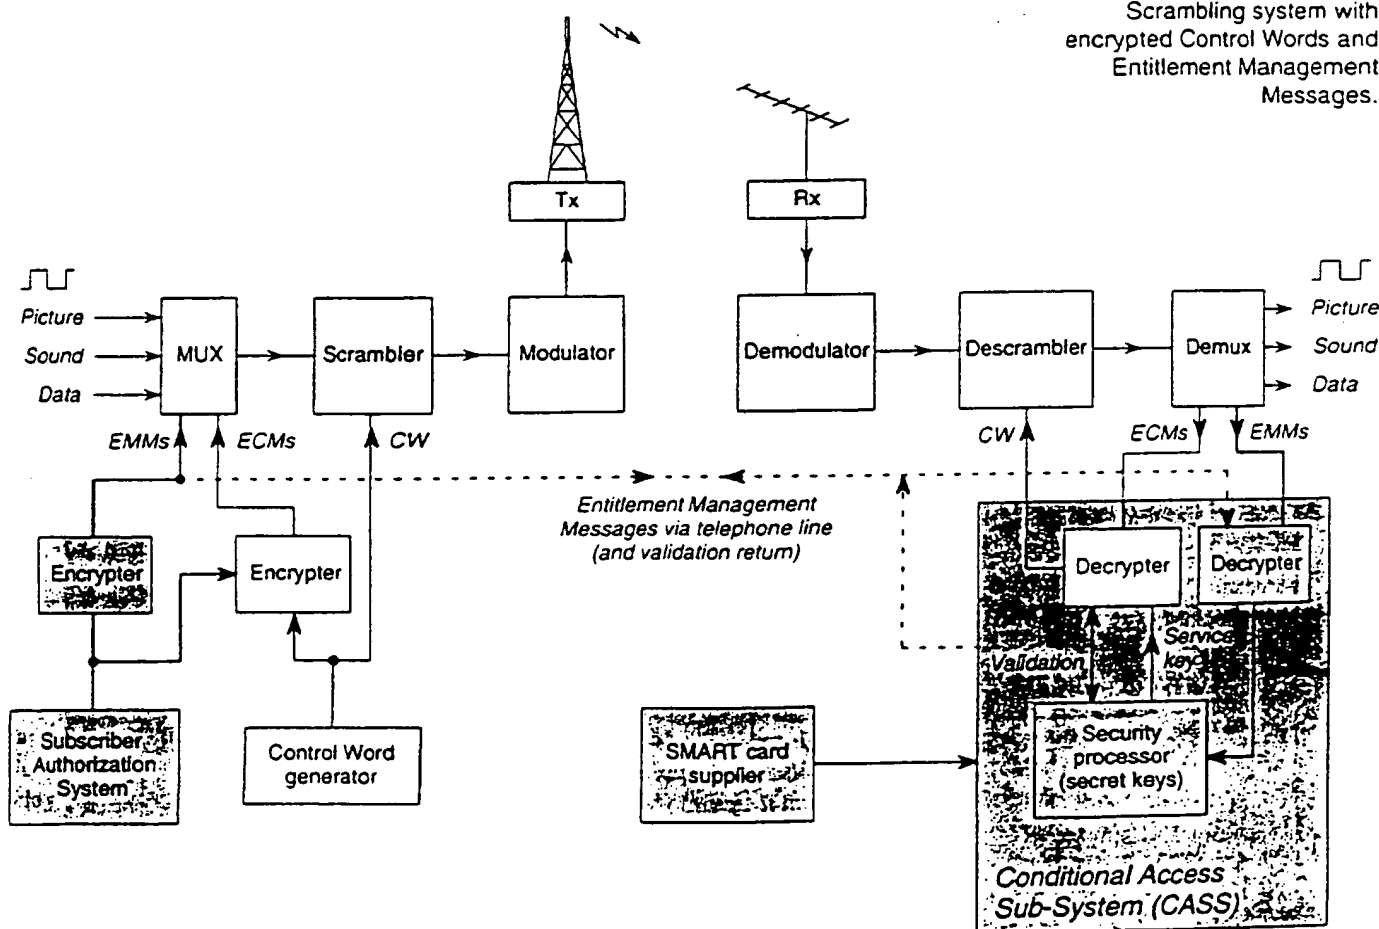 Scrambling system with
encrypted Control Words and
Entitlement Management
Messages.
Tx
Rx
Picture
Sound
Data
MUX
Scrambler
Modulator
Demodulator
Descrambler
Demux
Picture
Sound
Data
EMMs
ECMs
CW
CW
ECMs
EMMs
Entitlement Management
Messages via telephone line
(and validation return)
Encrypter
Encrypter
Decrypter
Decrypter
Validation
Service
key
Subscriber
Authorization
System
Control Word
generator
SMART card
supplier
Security
processor
(secret keys)
Conditional Access
Sub-System (CASS)